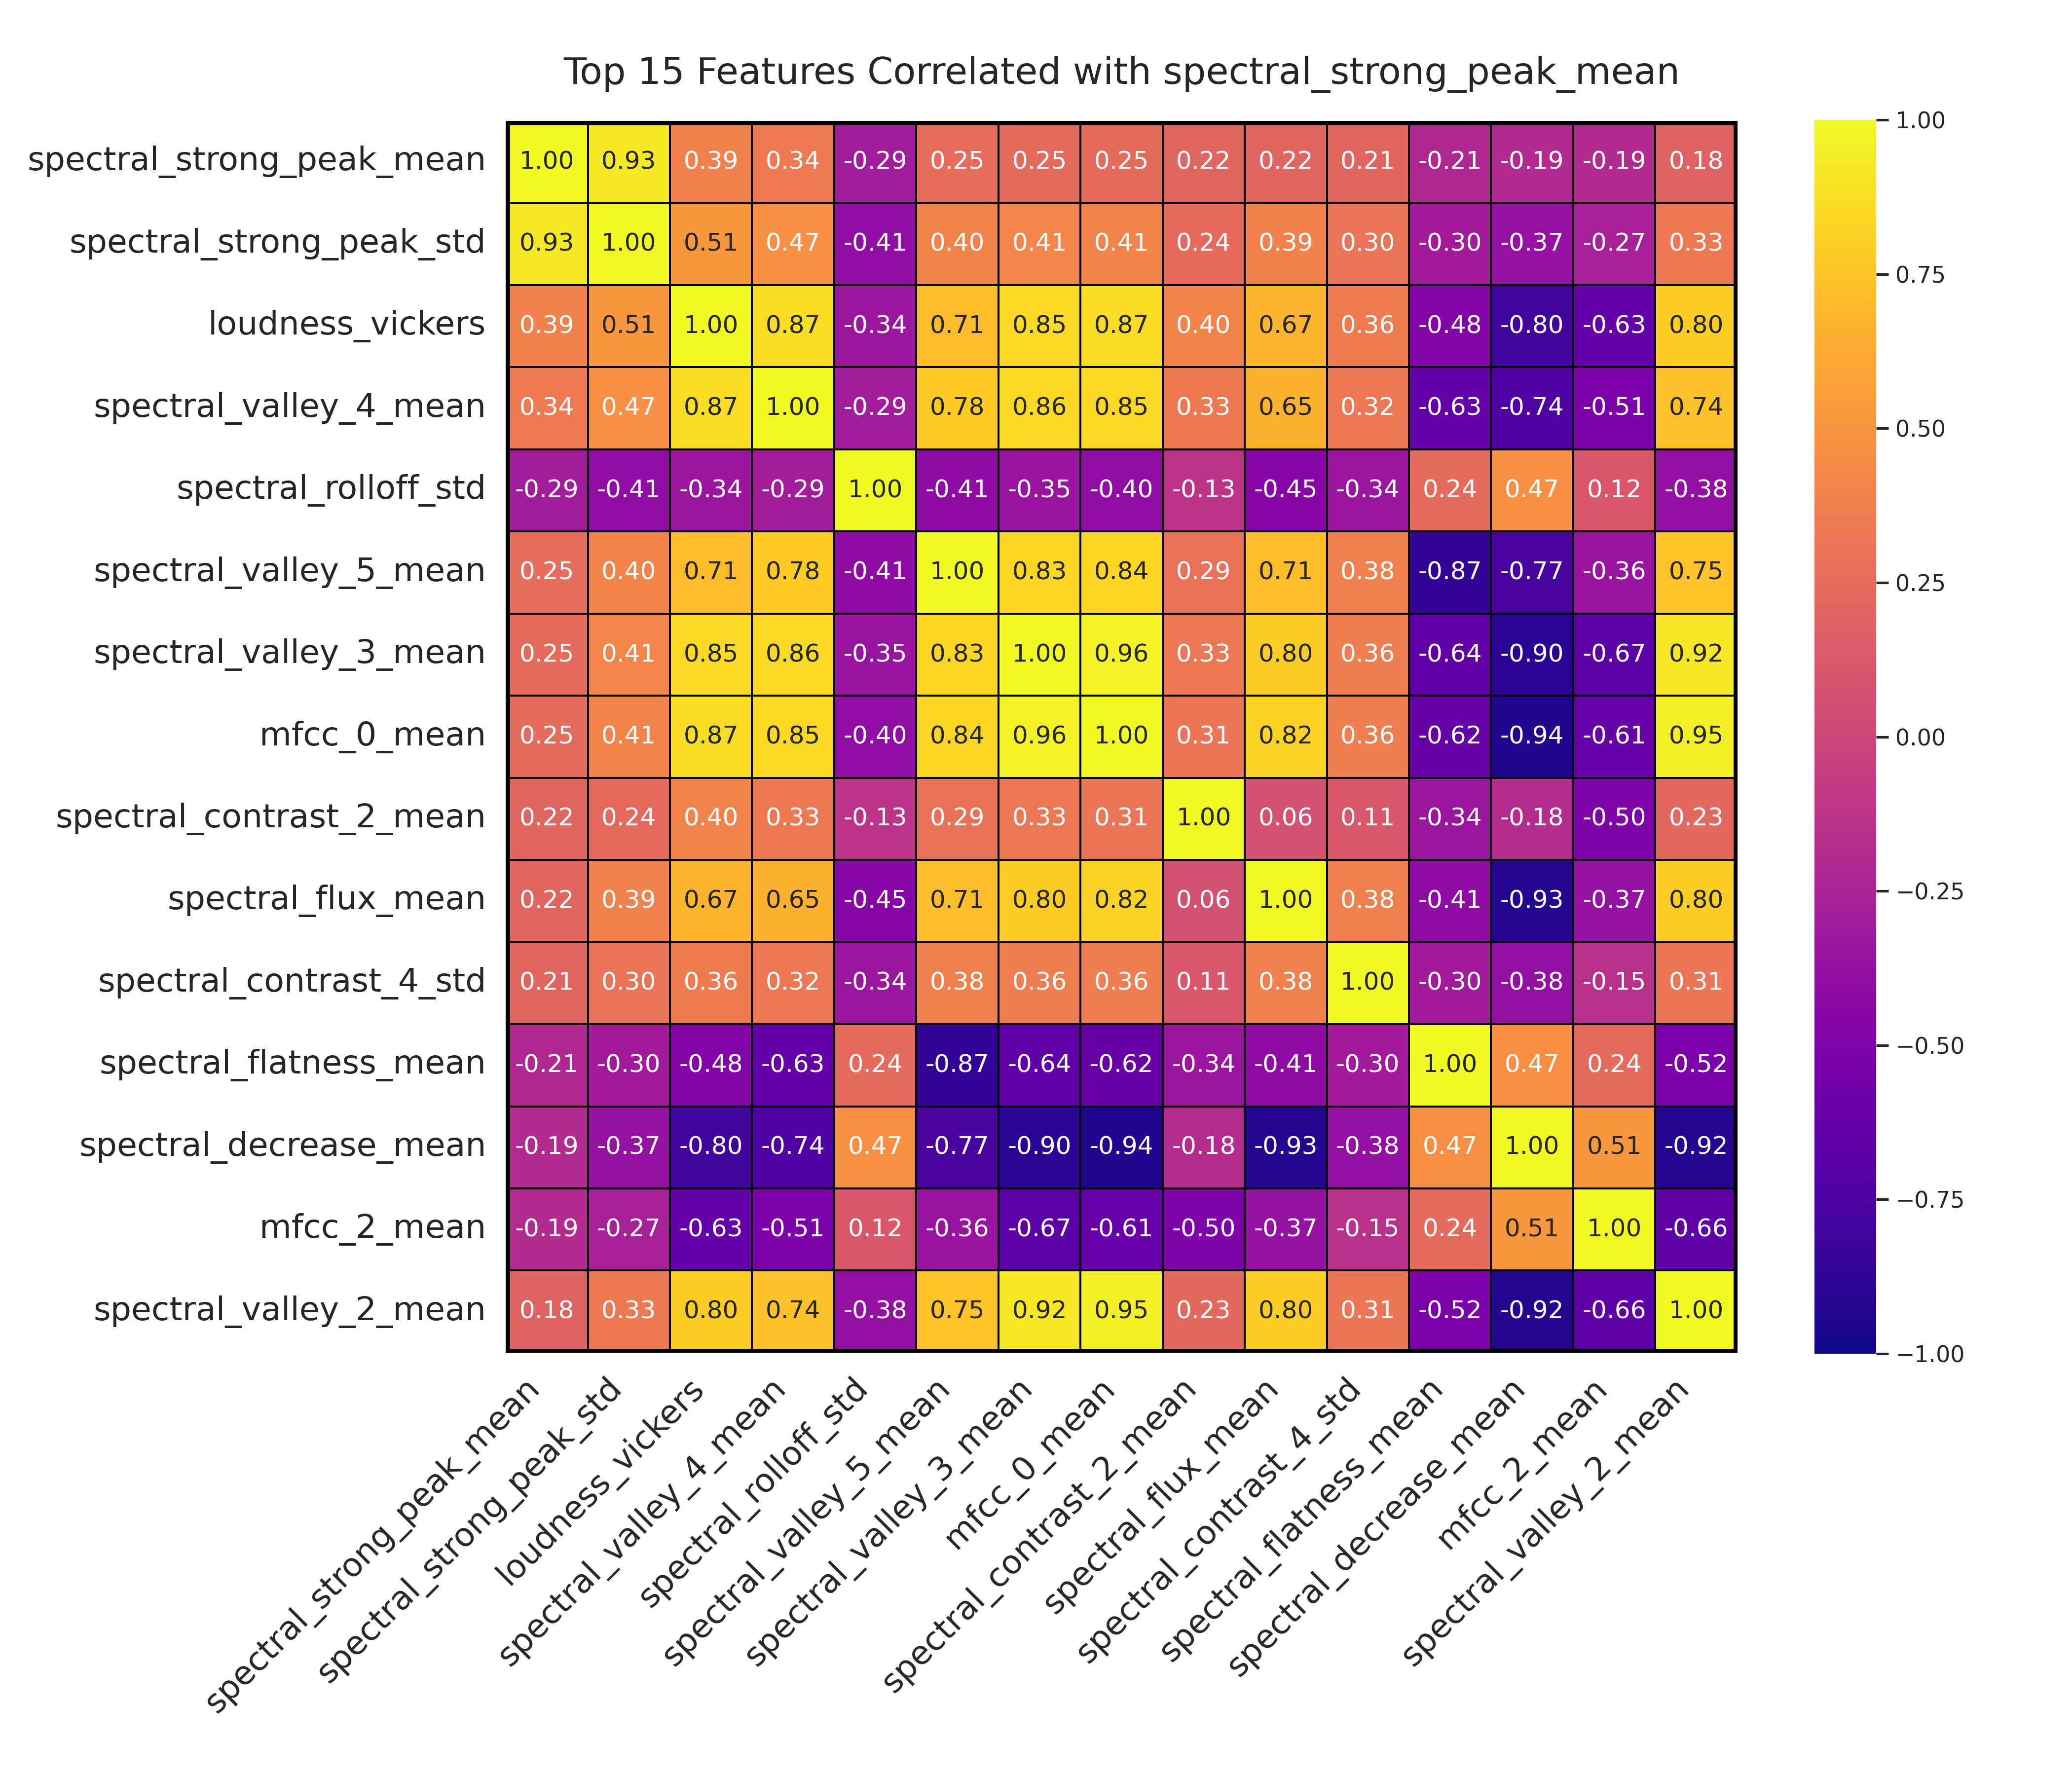 Top 15 Features Correlated with spectral_strong_peak_mean
spectral_strong_peak_mean 1.00 0.93 0.39 0.34 -0.29 0.25 0.25 0.25 0.22 0.22 0.21 -0.21 -0.19 -0.19 0.18
spectral_strong_peak_std 0.93 1.00 0.51 0.47 -0.41 0.40 0.41 0.41 0.24 0.39 0.30 -0.30 -0.37 -0.27 0.33
loudness_vickers 0.39 0.51 1.00 0.87 -0.34 0.71 0.85 0.87 0.40 0.67 0.36 -0.48 -0.80 -0.63 0.80
spectral_valley_4_mean 0.34 0.47 0.87 1.00 -0.29 0.78 0.86 0.85 0.33 0.65 0.32 -0.63 -0.74 -0.51 0.74
spectral_rolloff_std -0.29 -0.41 -0.34 -0.29 1.00 -0.41 -0.35 -0.40 -0.13 -0.45 -0.34 0.24 0.47 0.12 -0.38
spectral_valley_5_mean 0.25 0.40 0.71 0.78 -0.41 1.00 0.83 0.84 0.29 0.71 0.38 -0.87 -0.77 -0.36 0.75
spectral_valley_3_mean 0.25 0.41 0.85 0.86 -0.35 0.83 1.00 0.96 0.33 0.80 0.36 -0.64 -0.90 -0.67 0.92
mfcc_0_mean 0.25 0.41 0.87 0.85 -0.40 0.84 0.96 1.00 0.31 0.82 0.36 -0.62 -0.94 -0.61 0.95
spectral_contrast_2_mean 0.22 0.24 0.40 0.33 -0.13 0.29 0.33 0.31 1.00 0.06 0.11 -0.34 -0.18 -0.50 0.23
spectral_flux_mean 0.22 0.39 0.67 0.65 -0.45 0.71 0.80 0.82 0.06 1.00 0.38 -0.41 -0.93 -0.37 0.80
spectral_contrast_4_std 0.21 0.30 0.36 0.32 -0.34 0.38 0.36 0.36 0.11 0.38 1.00 -0.30 -0.38 -0.15 0.31
spectral_flatness_mean -0.21 -0.30 -0.48 -0.63 0.24 -0.87 -0.64 -0.62 -0.34 -0.41 -0.30 1.00 0.47 0.24 -0.52
spectral_decrease_mean -0.19 -0.37 -0.80 -0.74 0.47 -0.77 -0.90 -0.94 -0.18 -0.93 -0.38 0.47 1.00 0.51 -0.92
mfcc_2_mean -0.19 -0.27 -0.63 -0.51 0.12 -0.36 -0.67 -0.61 -0.50 -0.37 -0.15 0.24 0.51 1.00 -0.66
spectral_valley_2_mean 0.18 0.33 0.80 0.74 -0.38 0.75 0.92 0.95 0.23 0.80 0.31 -0.52 -0.92 -0.66 1.00
spectral_strong_peak_mean
spectral_strong_peak_std
loudness_vickers
spectral_valley_4_mean
spectral_rolloff_std
spectral_valley_5_mean
spectral_valley_3_mean
mfcc_0_mean
spectral_contrast_2_mean
spectral_flux_mean
spectral_contrast_4_std
spectral_flatness_mean
spectral_decrease_mean
mfcc_2_mean
spectral_valley_2_mean
1.00
0.75
0.50
0.25
0.00
−0.25
−0.50
−0.75
−1.00